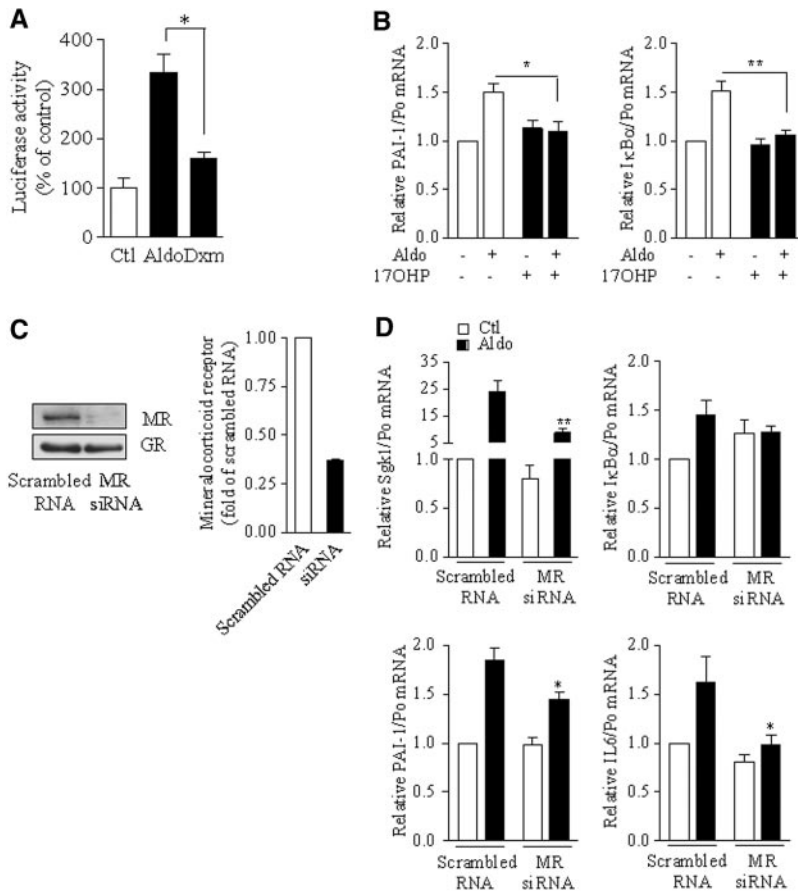 A
Luciferase activity
(% of control)
400
300
200
100
0
*
Ctl AldoDxm
B
Relative PAI-1/Po mRNA
2.0
1.5
1.0
0.5
0.0
*
Aldo - + - +
17OHP - - + +
Relative IκBα/Po mRNA
2.0
1.5
1.0
0.5
0.0
**
Aldo - + - +
17OHP - - + +
C
MR
GR
Scrambled MR
RNA siRNA
Mineralocorticoid receptor
(fold of scrambled RNA)
1.00
0.75
0.50
0.25
0.00
Scrambled RNA
siRNA
D
Ctl
Aldo
Relative Sgk1/Po mRNA
35
25
15
5
1.0
0.5
0.0
**
Scrambled MR
RNA siRNA
Relative IκBα/Po mRNA
2.0
1.5
1.0
0.5
0.0
Scrambled MR
RNA siRNA
Relative PAI-1/Po mRNA
2.0
1.5
1.0
0.5
0.0
*
Scrambled MR
RNA siRNA
Relative IL6/Po mRNA
2.0
1.5
1.0
0.5
0.0
*
Scrambled MR
RNA siRNA